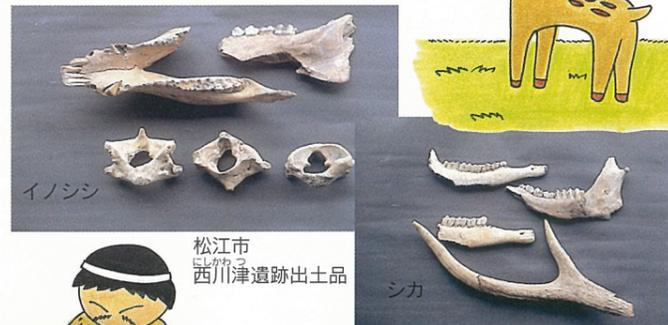 イノシシ
松江市
にしかわ つ
西川津遺跡出土品
シカ